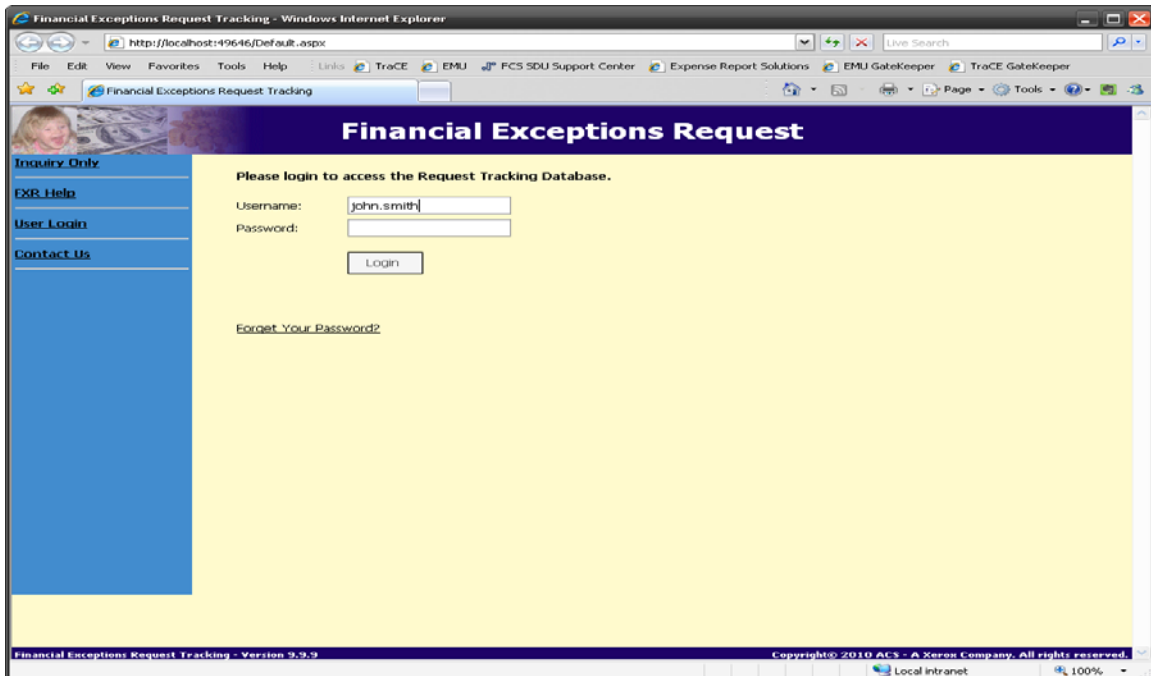 Financial Exceptions Request Tracking - Windows Internet Explorer
http://localhost:49646/Default.aspx
Live Search
File Edit View Favorites Tools Help Links TraCE EMU FCS SDU Support Center Expense Report Solutions EMU GateKeeper TraCE GateKeeper
Financial Exceptions Request Tracking
Page Tools
Financial Exceptions Request
Inquiry Only
FXR Help
User Login
Contact Us
Please login to access the Request Tracking Database.
Username: john.smith
Password:
Login
Forget Your Password?
Financial Exceptions Request Tracking - Version 9.9.9
Copyright© 2010 ACS - A Xerox Company. All rights reserved.
Local intranet
100%